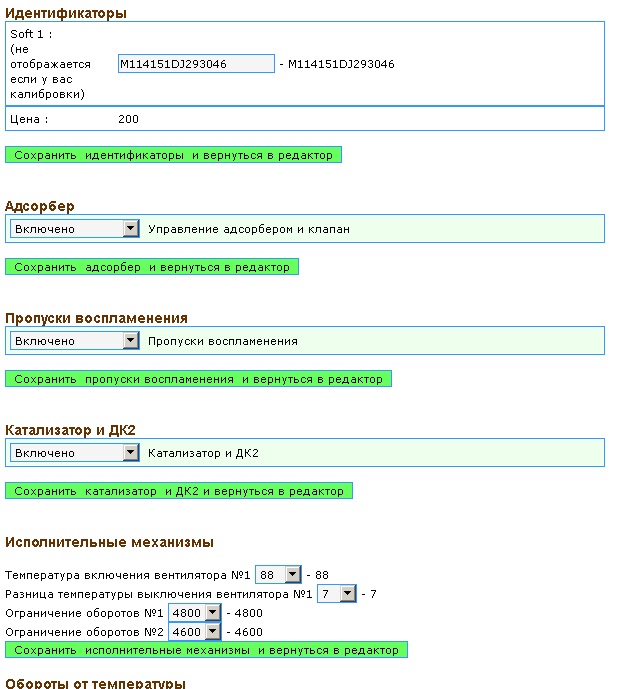 Идентификаторы
Soft 1 :
(не
отображается
если у вас
калибровки)
M114151DJ293046 - M114151DJ293046
Цена : 200
Сохранить идентификаторы и вернуться в редактор
Адсорбер
Включено Управление адсорбером и клапан
Сохранить адсорбер и вернуться в редактор
Пропуски воспламенения
Включено Пропуски воспламенения
Сохранить пропуски воспламенения и вернуться в редактор
Катализатор и ДК2
Включено Катализатор и ДК2
Сохранить катализатор и ДК2 и вернуться в редактор
Исполнительные механизмы
Температура включения вентилятора №1 88 - 88
Разница температуры выключения вентилятора №1 7 - 7
Ограничение оборотов №1 4800 - 4800
Ограничение оборотов №2 4600 - 4600
Сохранить исполнительные механизмы и вернуться в редактор
Обороты от температуры